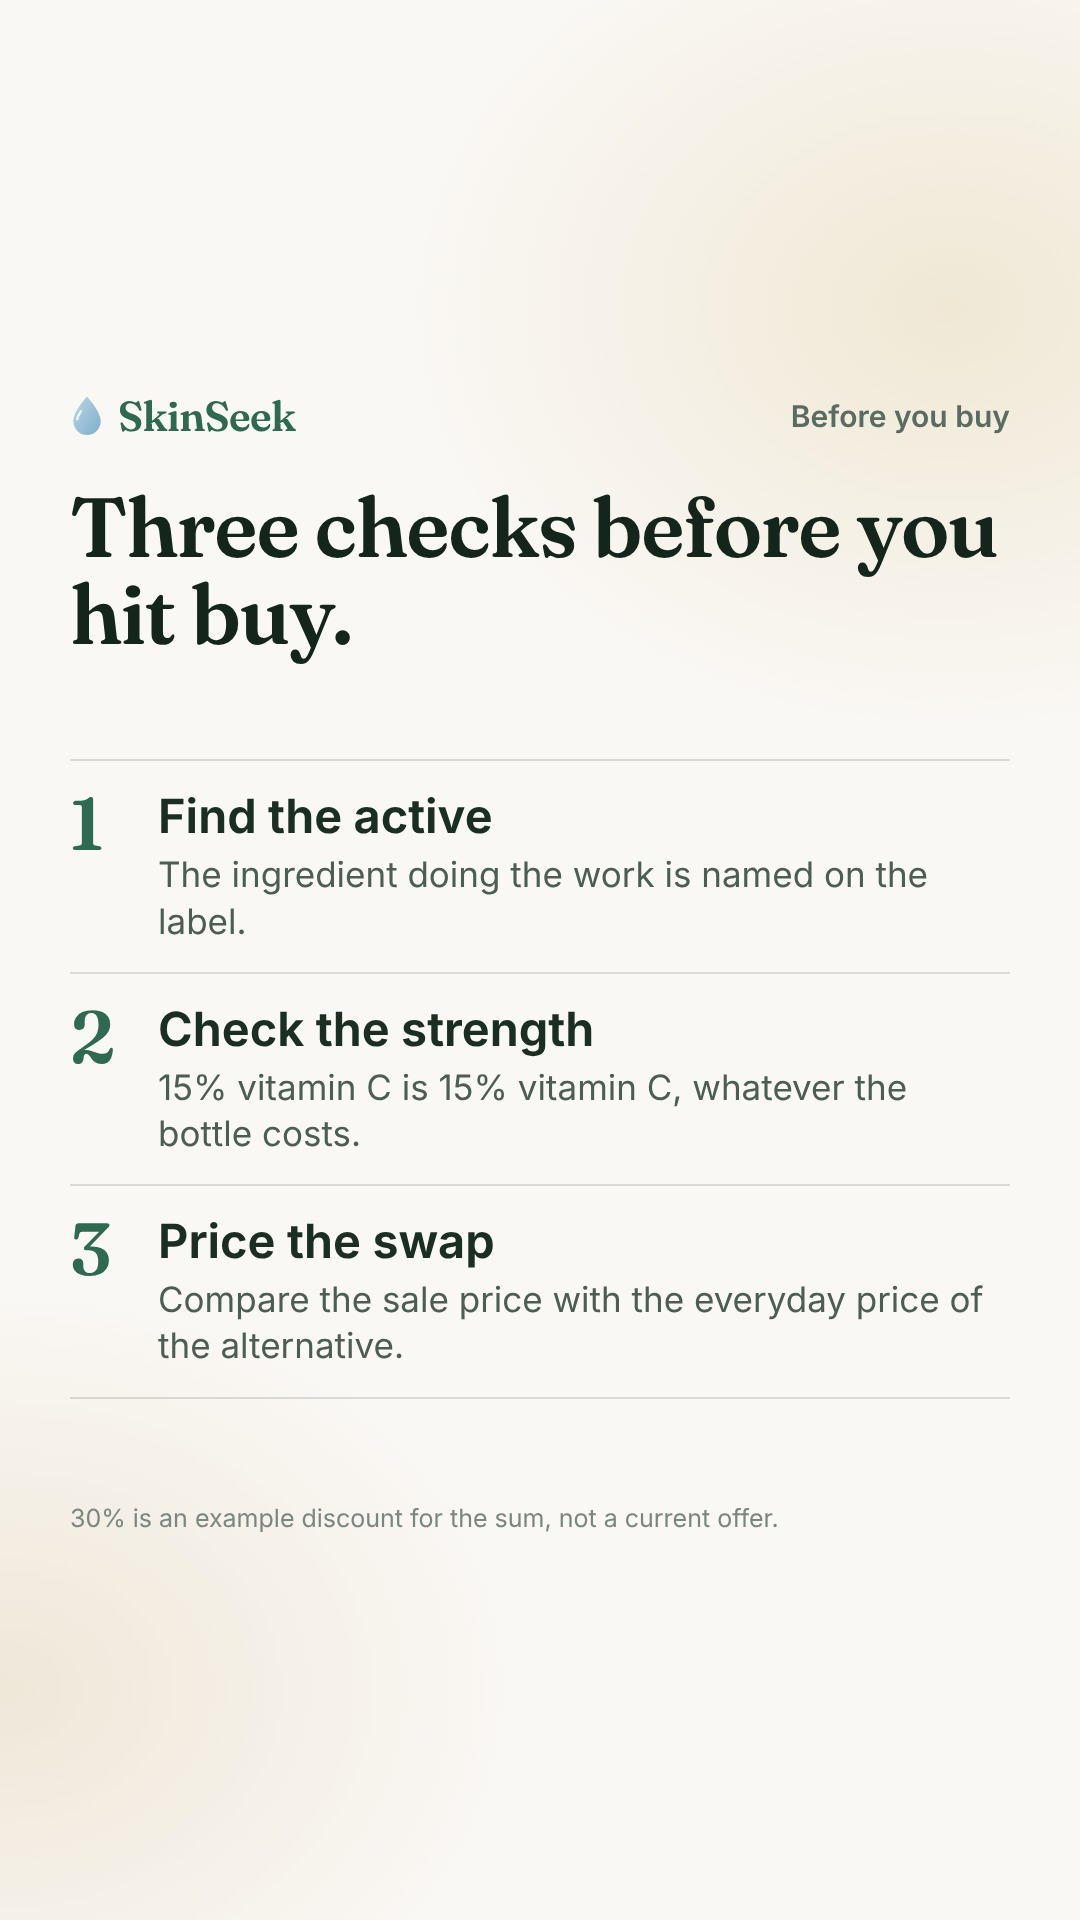 SkinSeek
Before you buy
Three checks before you
hit buy.
1
Find the active
The ingredient doing the work is named on the
label.
2
Check the strength
15% vitamin C is 15% vitamin C, whatever the
bottle costs.
3
Price the swap
Compare the sale price with the everyday price of
the alternative.
30% is an example discount for the sum, not a current offer.